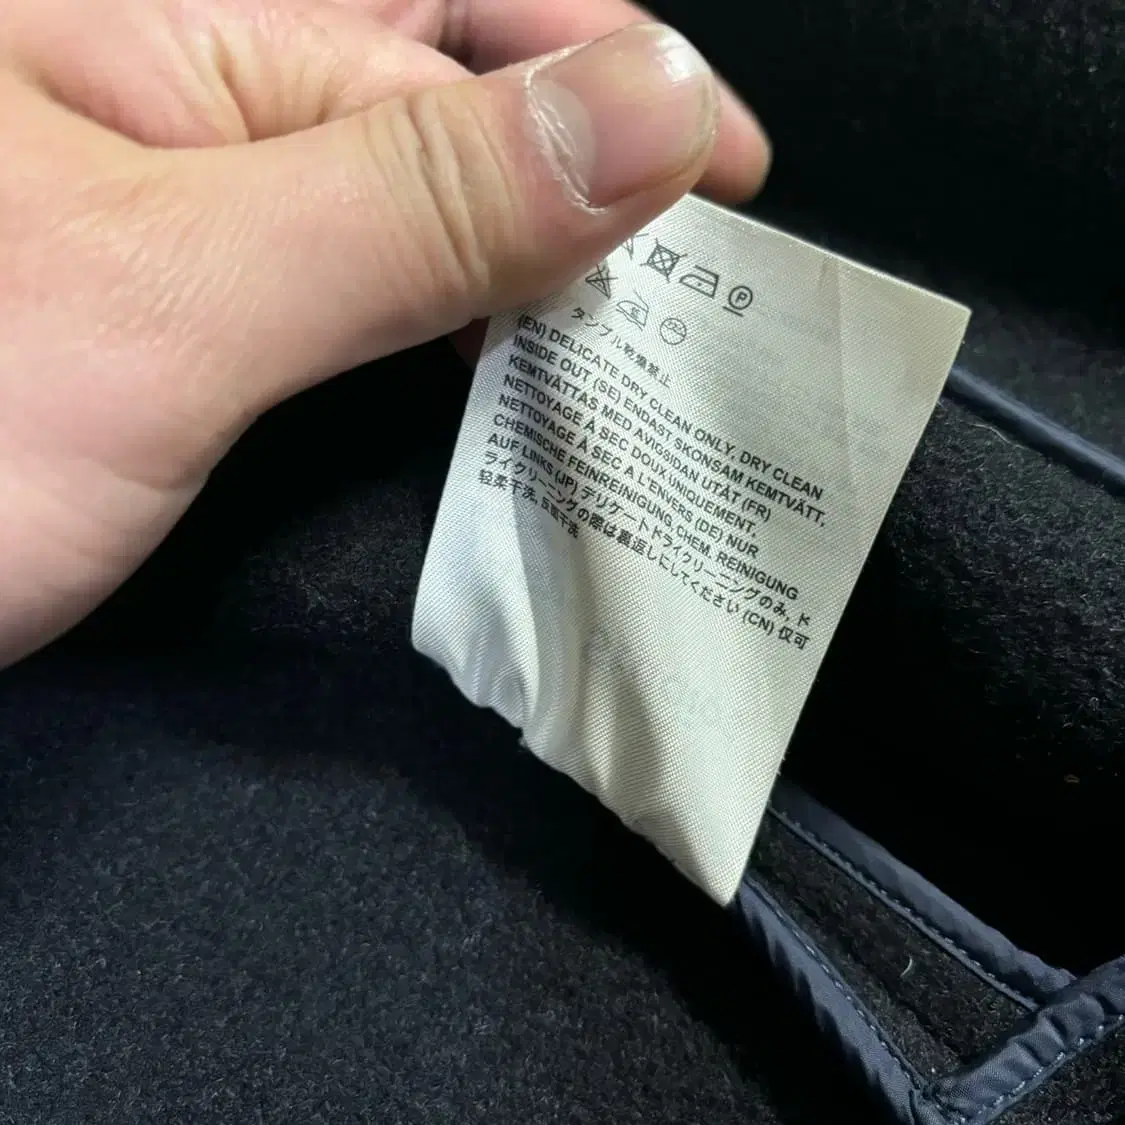 P
タンブル乾燥禁止
(EN) DELICATE DRY CLEAN ONLY, DRY CLEAN
INSIDE OUT (SE) ENDAST SKONSAM KEMTVÄTT,
KEMTVÄTTAS MED AVIGSIDAN UTÅT (FR)
NETTOYAGE À SEC DOUX UNIQUEMENT,
NETTOYAGE À SEC A L'ENVERS (DE) NUR
CHEMISCHE FEINREINIGUNG, CHEM. REINIGUNG
AUF LINKS (JP) デリケートドライクリーニングのみ, ド
ライクリーニングの際は裏返しにしてください (CN) 仅可
轻柔干洗, 反面干洗